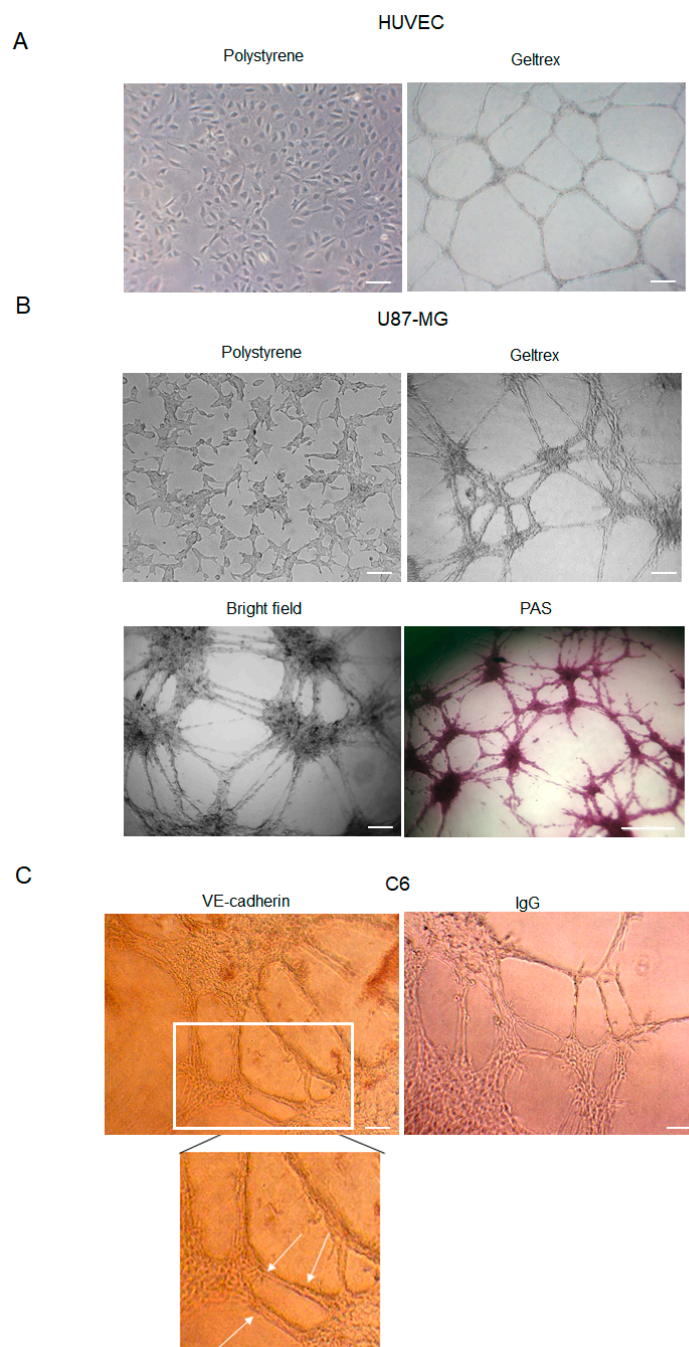 A
HUVEC
Polystyrene
Geltrex
B
U87-MG
Polystyrene
Geltrex
Bright field
PAS
C
C6
VE-cadherin
IgG